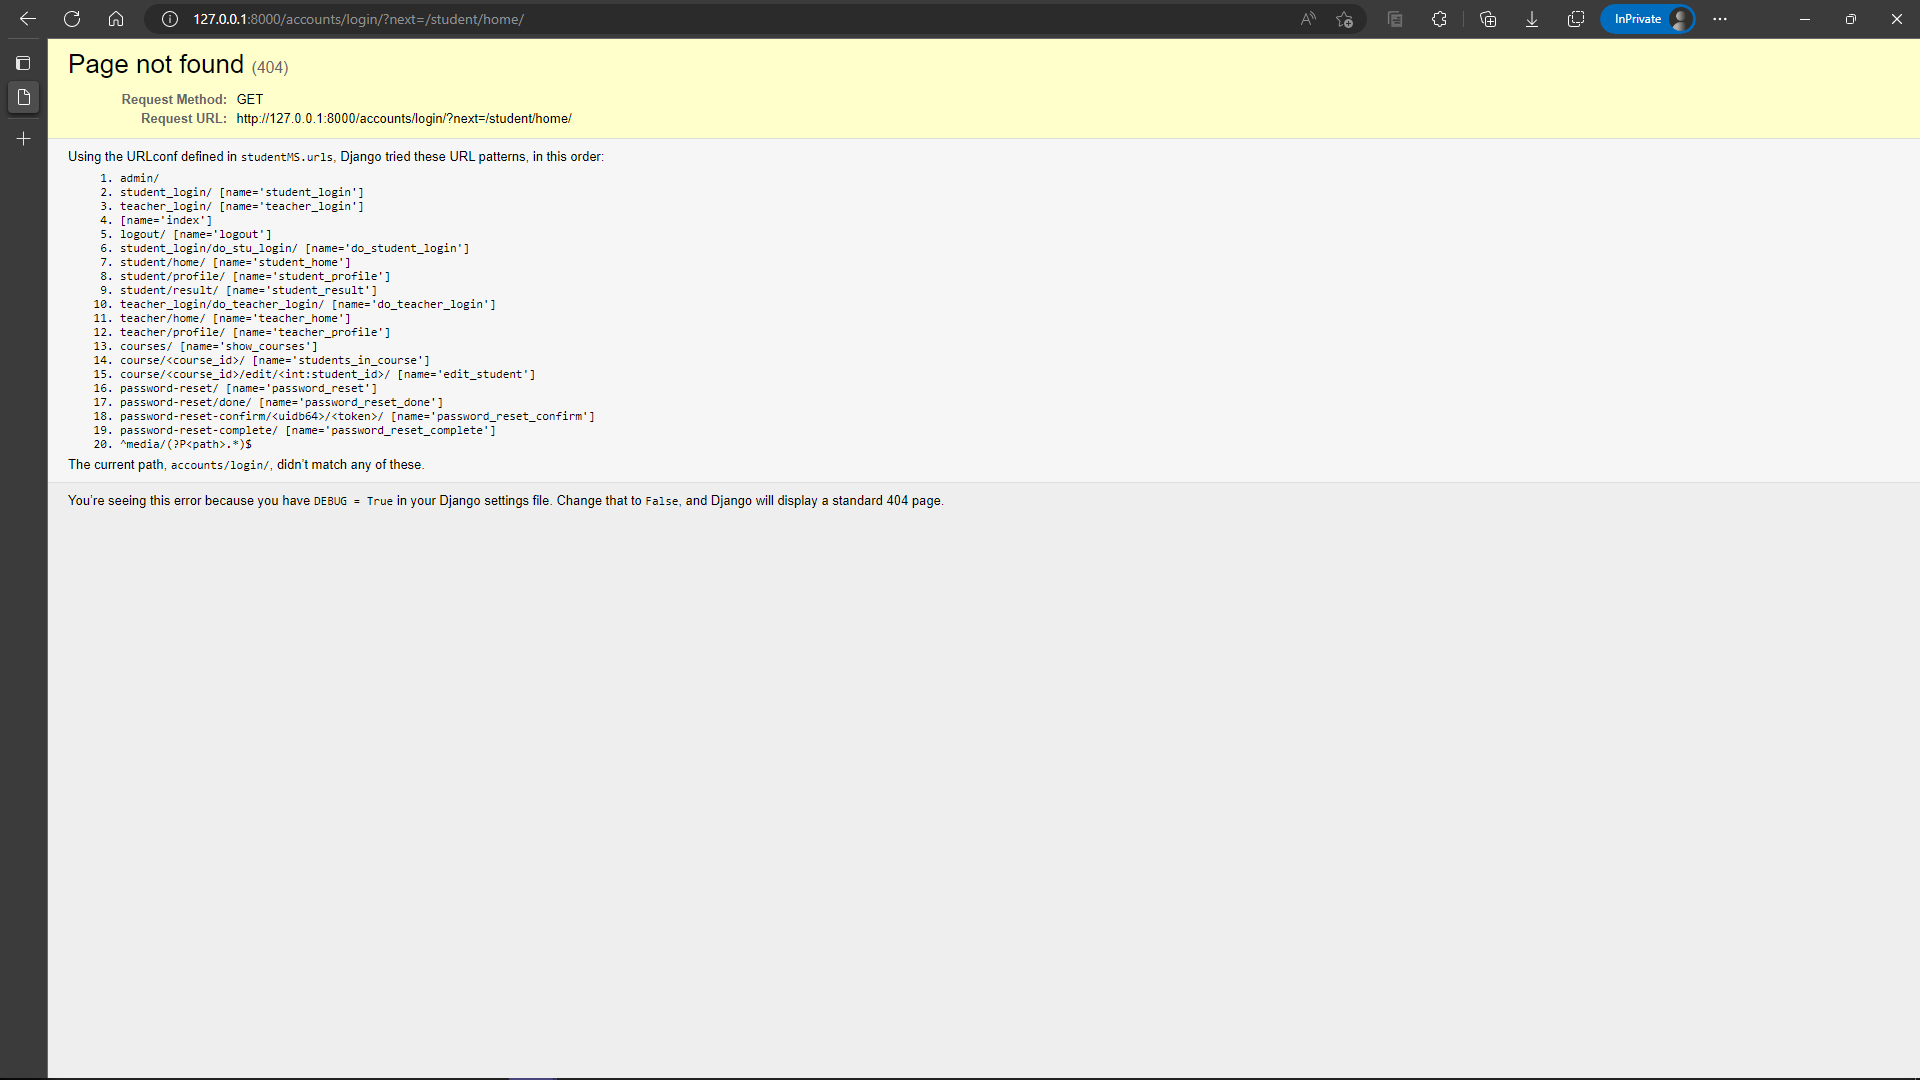 127.0.0.1:8000/accounts/login/?next=/student/home/
InPrivate
Page not found (404)
Request Method: GET
Request URL: http://127.0.0.1:8000/accounts/login/?next=/student/home/
Using the URLconf defined in studentMS.urls, Django tried these URL patterns, in this order:
1. admin/
2. student_login/ [name='student_login']
3. teacher_login/ [name='teacher_login']
4. [name='index']
5. logout/ [name='logout']
6. student_login/do_stu_login/ [name='do_student_login']
7. student/home/ [name='student_home']
8. student/profile/ [name='student_profile']
9. student/result/ [name='student_result']
10. teacher_login/do_teacher_login/ [name='do_teacher_login']
11. teacher/home/ [name='teacher_home']
12. teacher/profile/ [name='teacher_profile']
13. courses/ [name='show_courses']
14. course/<course_id>/ [name='students_in_course']
15. course/<course_id>/edit/<int:student_id>/ [name='edit_student']
16. password-reset/ [name='password_reset']
17. password-reset/done/ [name='password_reset_done']
18. password-reset-confirm/<uidb64>/<token>/ [name='password_reset_confirm']
19. password-reset-complete/ [name='password_reset_complete']
20. ^media/(?P<path>.*)$
The current path, accounts/login/, didn't match any of these.
You're seeing this error because you have DEBUG = True in your Django settings file. Change that to False, and Django will display a standard 404 page.